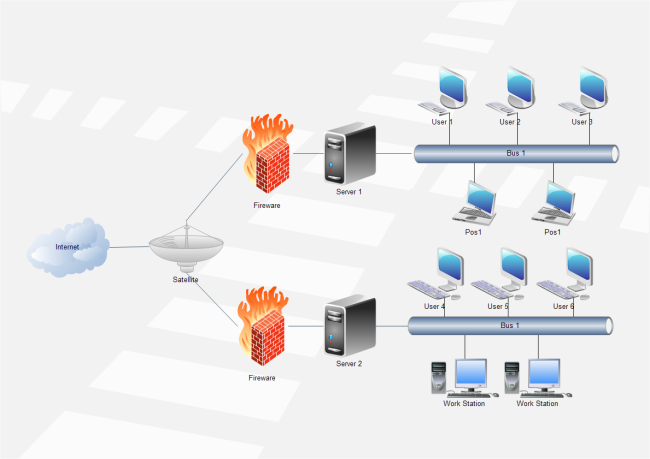 User 1
User 2
User 3
Bus 1
Server 1
Fireware
Pos1
Pos1
Internet
Satellite
User 4
User 5
User 6
Bus 1
Server 2
Fireware
Work Station
Work Station